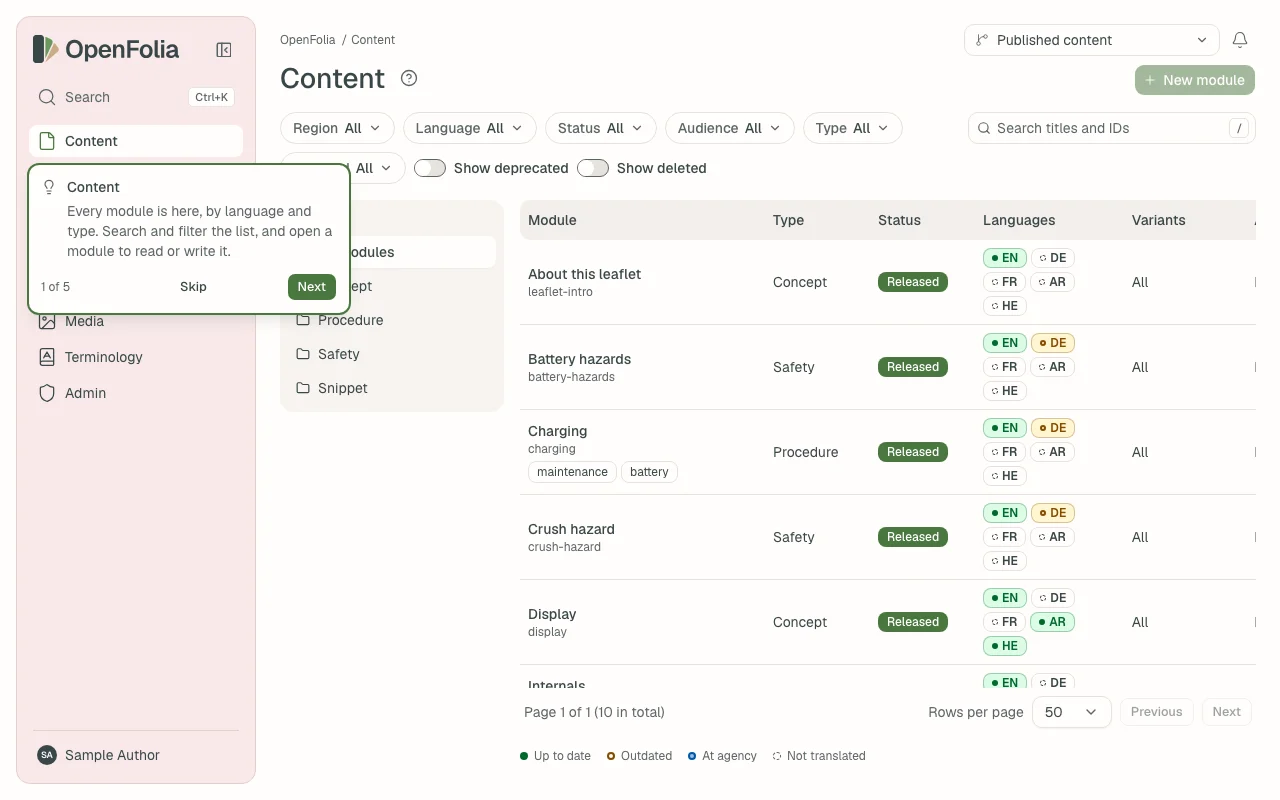 OpenFolia
Search Ctrl+K
Content
Content
Every module is here, by language and
type. Search and filter the list, and open a
module to read or write it.
1 of 5 Skip Next
Media
Terminology
Admin
SA Sample Author
OpenFolia / Content
Published content
Content
New module
Region All
Language All
Status All
Audience All
Type All
Search titles and IDs /
All
Show deprecated
Show deleted
Procedure
Safety
Snippet
Module Type Status Languages Variants
About this leaflet
leaflet-intro
Concept Released EN DE FR AR HE All
Battery hazards
battery-hazards
Safety Released EN DE FR AR HE All
Charging
charging
maintenance battery
Procedure Released EN DE FR AR HE All
Crush hazard
crush-hazard
Safety Released EN DE FR AR HE All
Display
display
Concept Released EN DE FR AR HE All
Internals EN DE
Page 1 of 1 (10 in total)
Rows per page 50 Previous Next
Up to date Outdated At agency Not translated